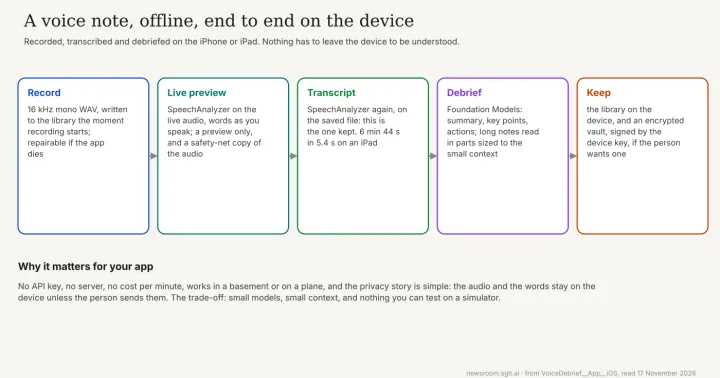 A voice note, offline, end to end on the device
Recorded, transcribed and debriefed on the iPhone or iPad. Nothing has to leave the device to be understood.
Record
16 kHz mono WAV, written
to the library the moment
recording starts;
repairable if the app
dies
Live preview
SpeechAnalyzer on the
live audio, words as you
speak; a preview only,
and a safety-net copy of
the audio
Transcript
SpeechAnalyzer again, on
the saved file: this is
the one kept. 6 min 44 s
in 5.4 s on an iPad
Debrief
Foundation Models:
summary, key points,
actions; long notes read
in parts sized to the
small context
Keep
the library on the
device, and an encrypted
vault, signed by the
device key, if the person
wants one
Why it matters for your app
No API key, no server, no cost per minute, works in a basement or on a plane, and the privacy story is simple: the audio and the words stay on the
device unless the person sends them. The trade-off: small models, small context, and nothing you can test on a simulator.
newsroom.sgit.ai · from VoiceDebrief__App__iOS, read 17 November 2026